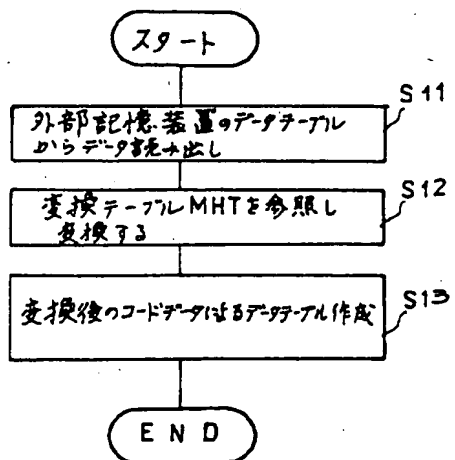 スタート
S11
外部記憶装置のデータテーブル
からデータ読み出し
S12
変換テーブルMHTを参照し
変換する
S13
変換後のコードデータによるデータテーブル作成
END